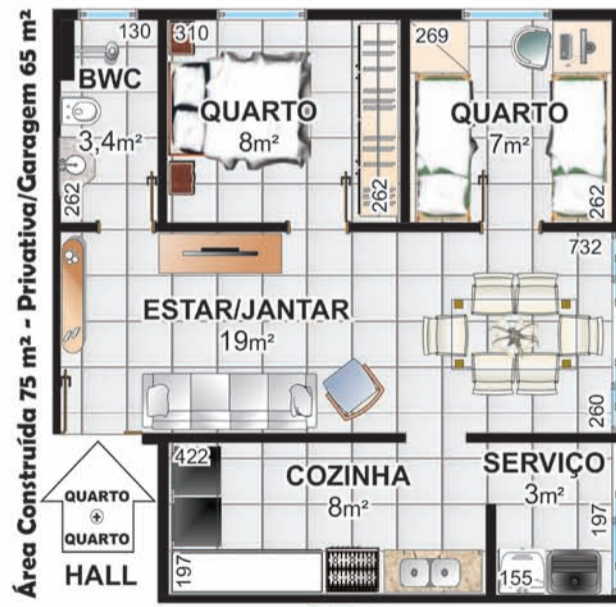 Área Construída 75 m² - Privativa/Garagem 65 m²
130
BWC
3,4m²
262
310
QUARTO
8m²
262
269
QUARTO
7m²
262
732
ESTAR/JANTAR
19m²
260
422
COZINHA
8m²
197
SERVIÇO
3m²
197
155
QUARTO
+
QUARTO
HALL